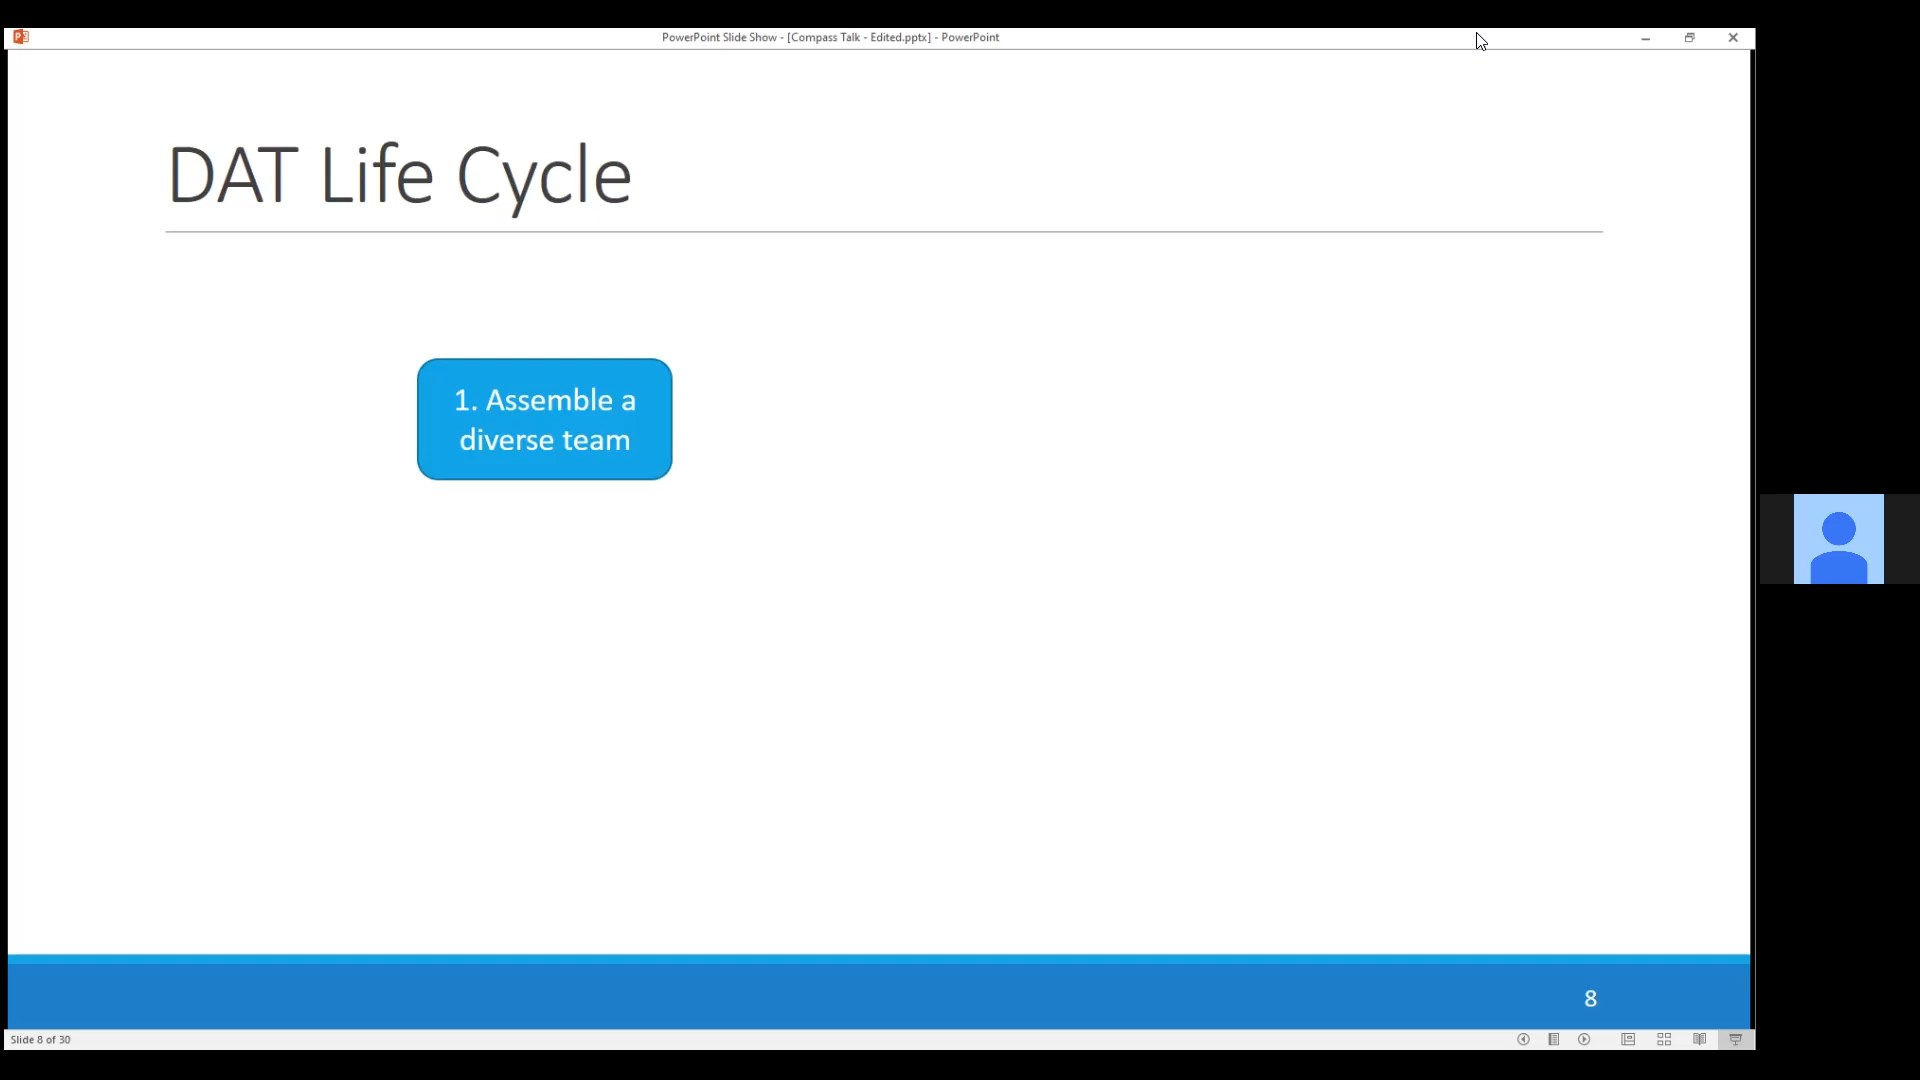 PowerPoint Slide Show - [Compass Talk - Edited.pptx] - PowerPoint
DAT Life Cycle
1. Assemble a
diverse team
8
Slide 8 of 30